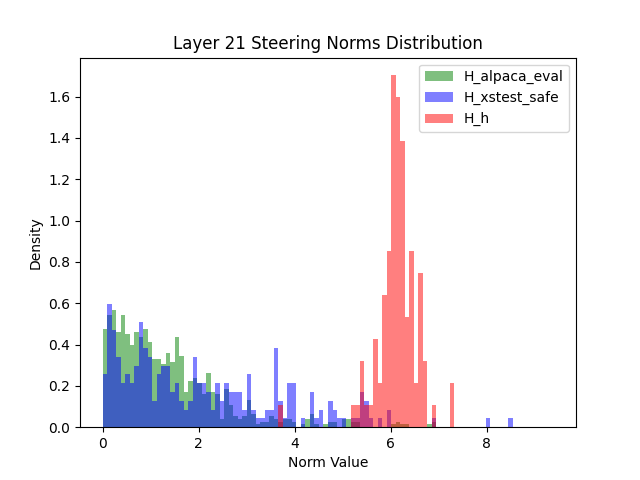 Layer 21 Steering Norms Distribution
H_alpaca_eval
H_xstest_safe
H_h
1.6
1.4
1.2
1.0
0.8
0.6
0.4
0.2
0.0
Density
0 2 4 6 8
Norm Value